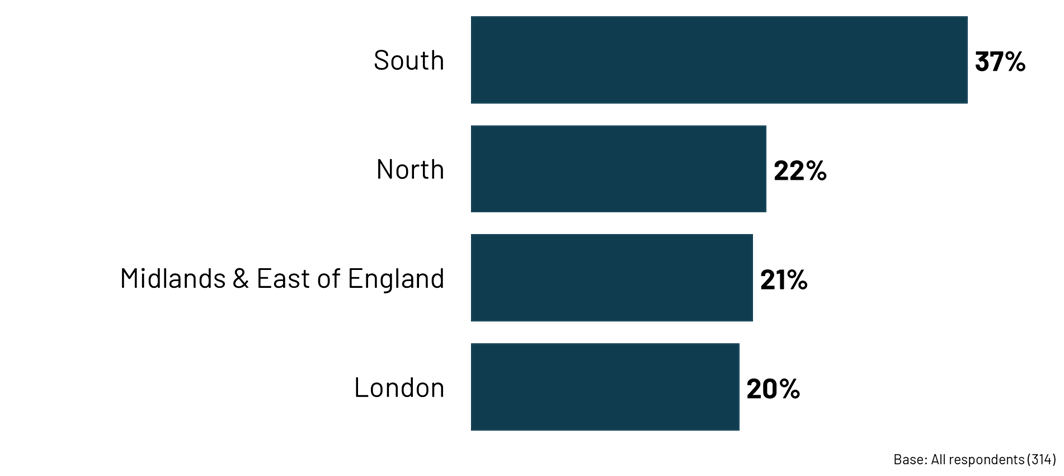 South 37%
North 22%
Midlands & East of England 21%
London 20%
Base: All respondents (314)